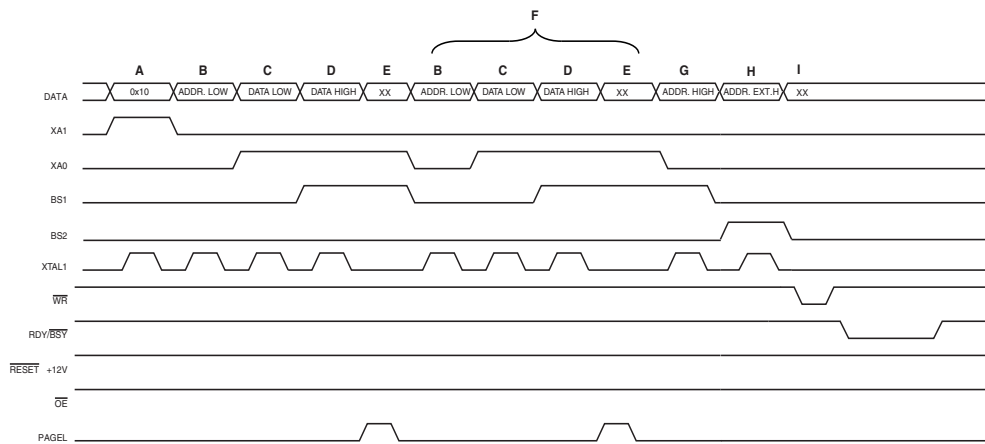 F
A B C D E B C D E G H I
DATA 0x10 ADDR. LOW DATA LOW DATA HIGH XX ADDR. LOW DATA LOW DATA HIGH XX ADDR. HIGH ADDR. EXT.H XX
XA1
XA0
BS1
BS2
XTAL1
WR
RDY/BSY
RESET +12V
OE
PAGEL